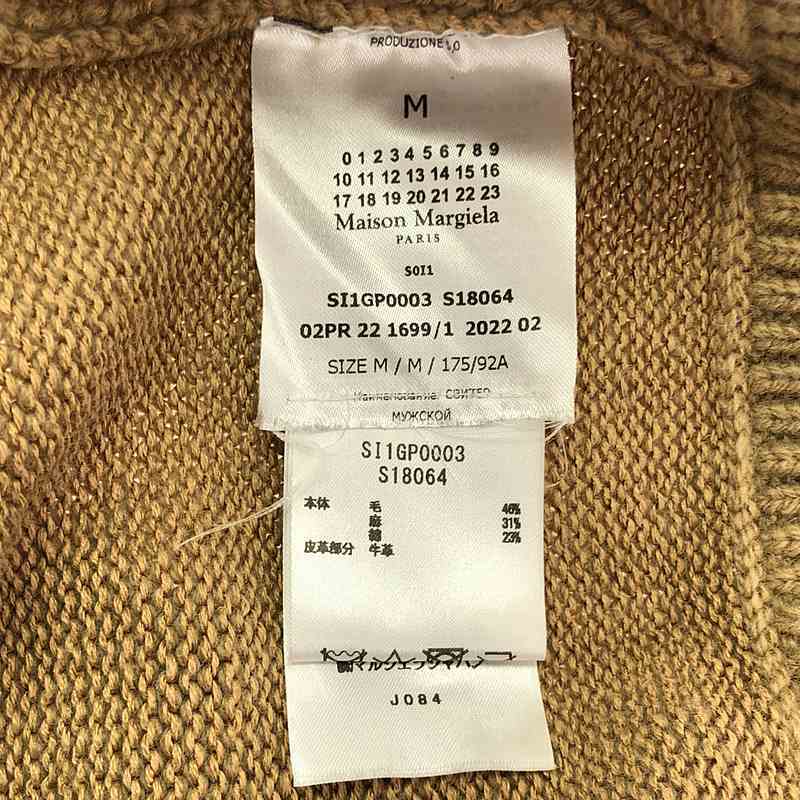 PRODUZIONE
M
0 1 2 3 4 5 6 7 8 9
10 11 12 13 14 15 16
17 18 19 20 21 22 23
Maison Margiela
PARIS
S0I1
SI1GP0003 S18064
02PR 22 1699/1 2022 02
SIZE M / M / 175/92A
Наименование: СВИТЕР
МУЖСКОЙ
SI1GP0003
S18064
本体 毛 46%
麻 31%
綿 23%
皮革部分 牛革
J084